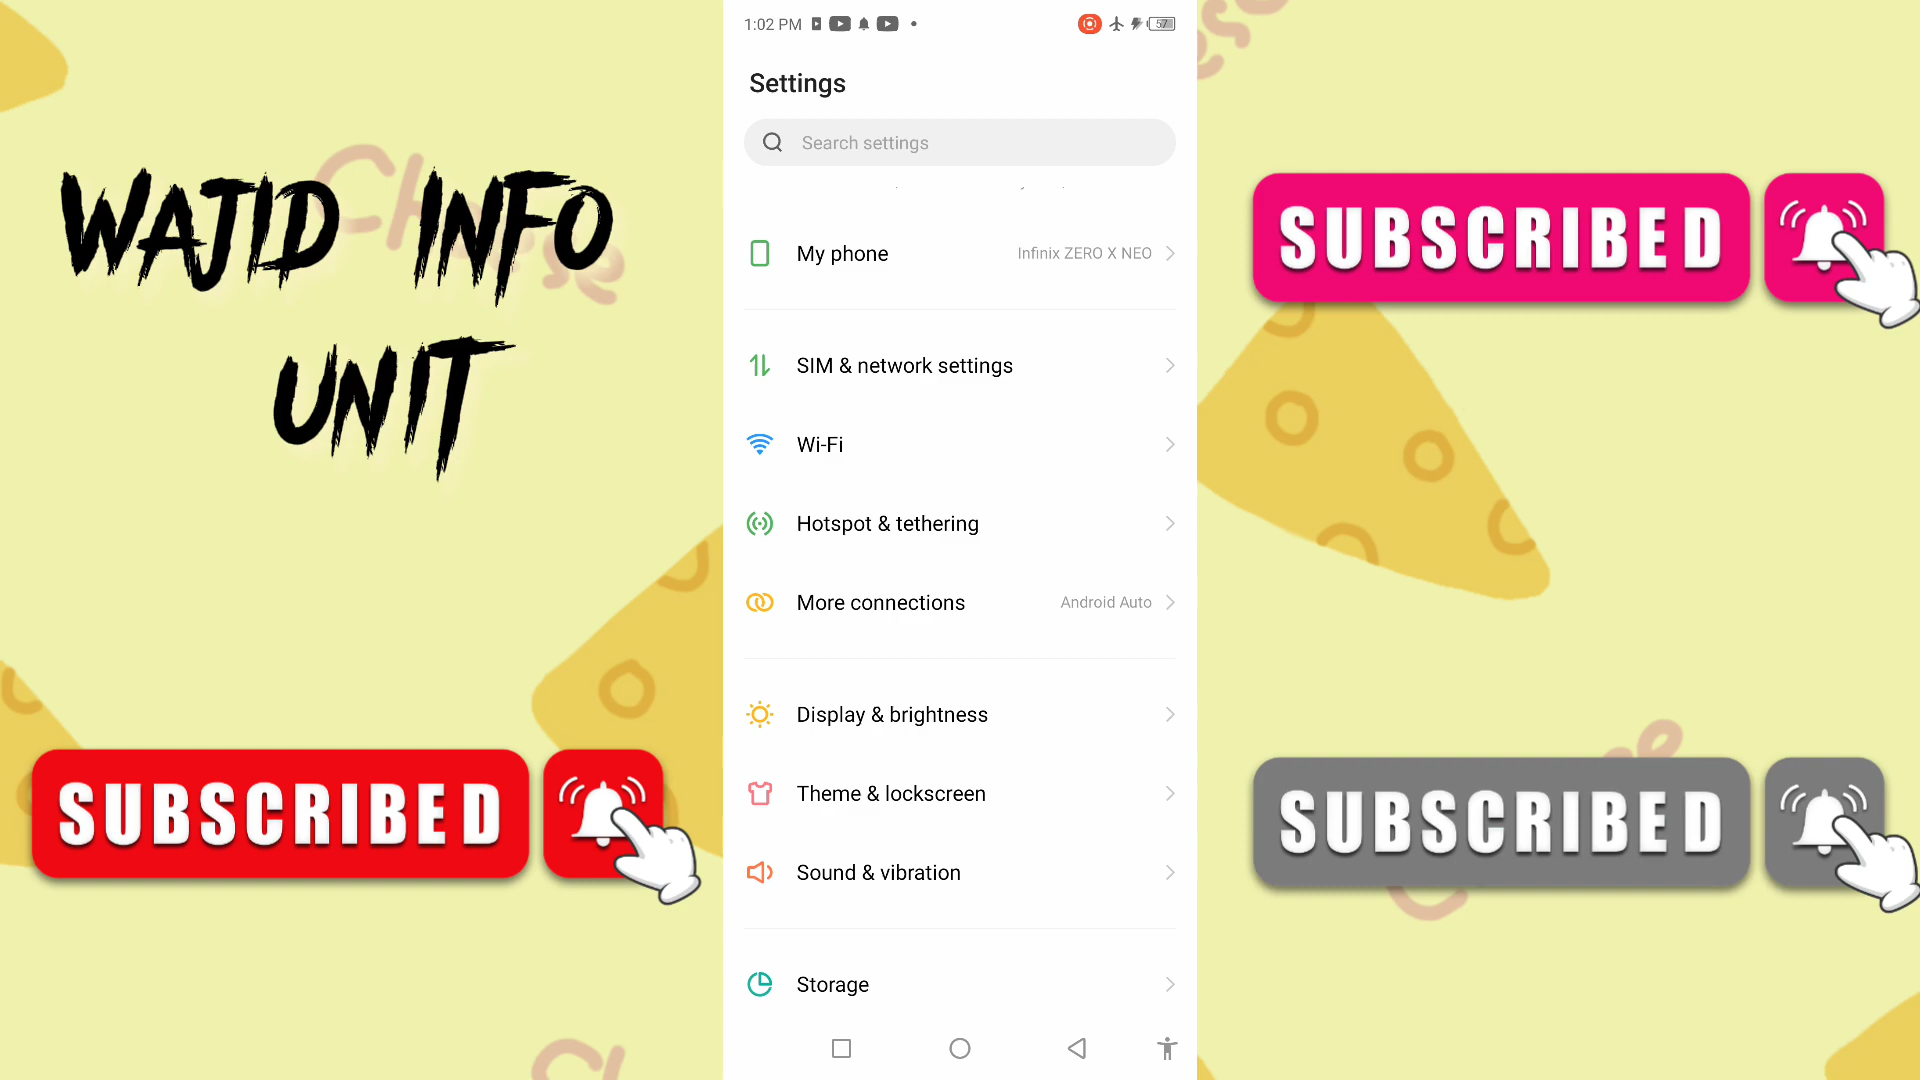 WAJID INFO
UNIT
1:02 PM
57
Settings
Search settings
My phone
Infinix ZERO X NEO
SIM & network settings
Wi-Fi
Hotspot & tethering
More connections
Android Auto
Display & brightness
Theme & lockscreen
Sound & vibration
Storage
SUBSCRIBED
SUBSCRIBED
SUBSCRIBED